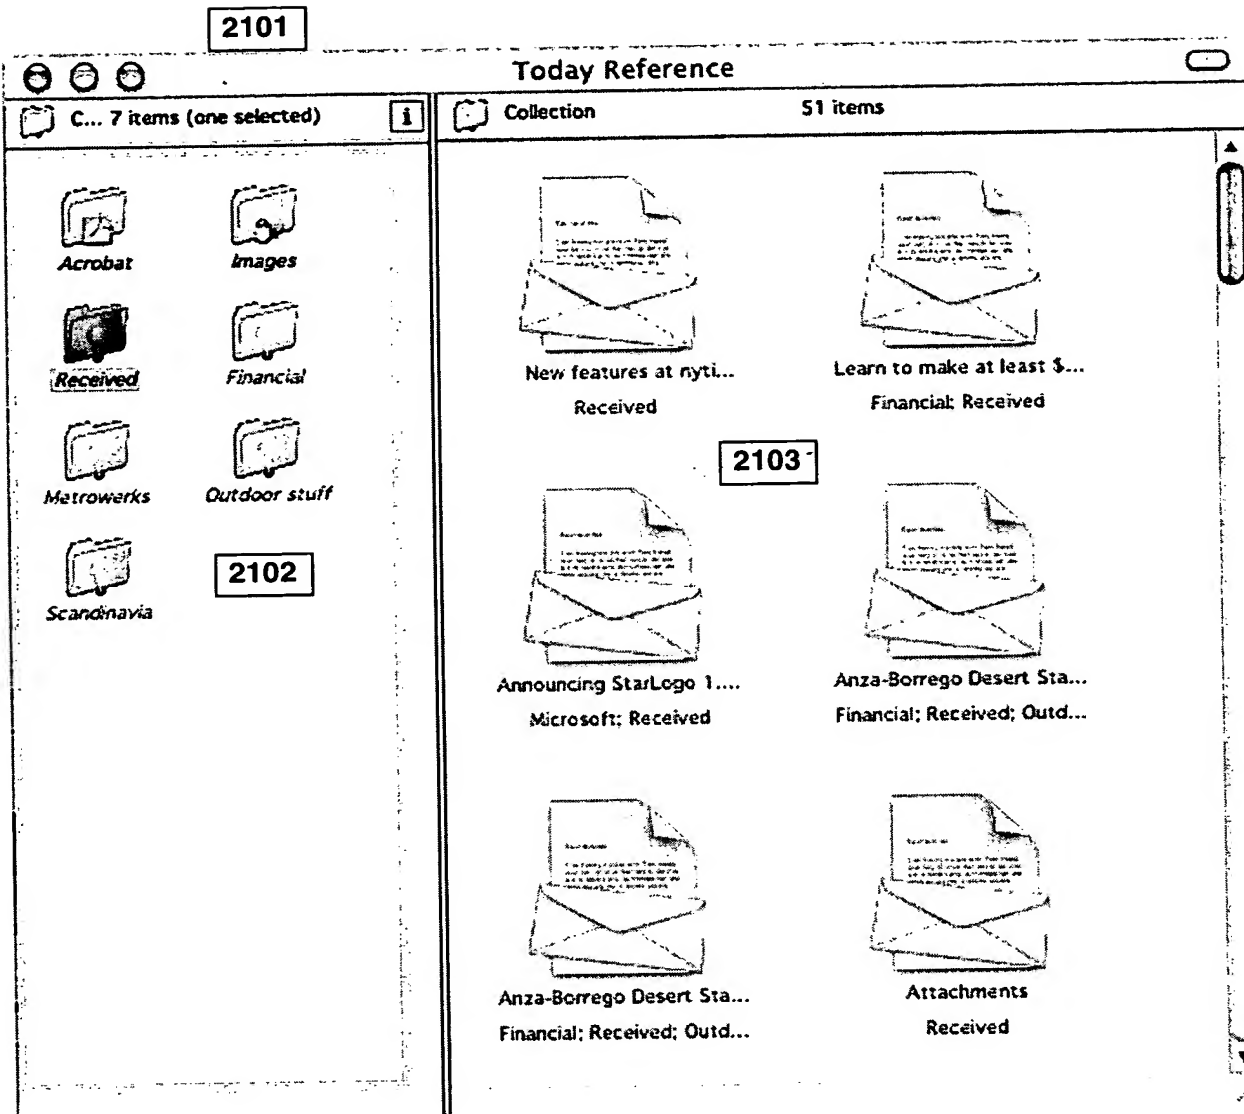 2101
Today Reference
C... 7 items (one selected)
i
Collection
51 items
Acrobat
Images
Received
Financial
Metrowerks
Outdoor stuff
Scandinavia
2102
New features at nyti...
Received
Learn to make at least $...
Financial; Received
2103
Announcing StarLogo 1....
Microsoft; Received
Anza-Borrego Desert Sta...
Financial; Received; Outd...
Anza-Borrego Desert Sta...
Financial; Received; Outd...
Attachments
Received